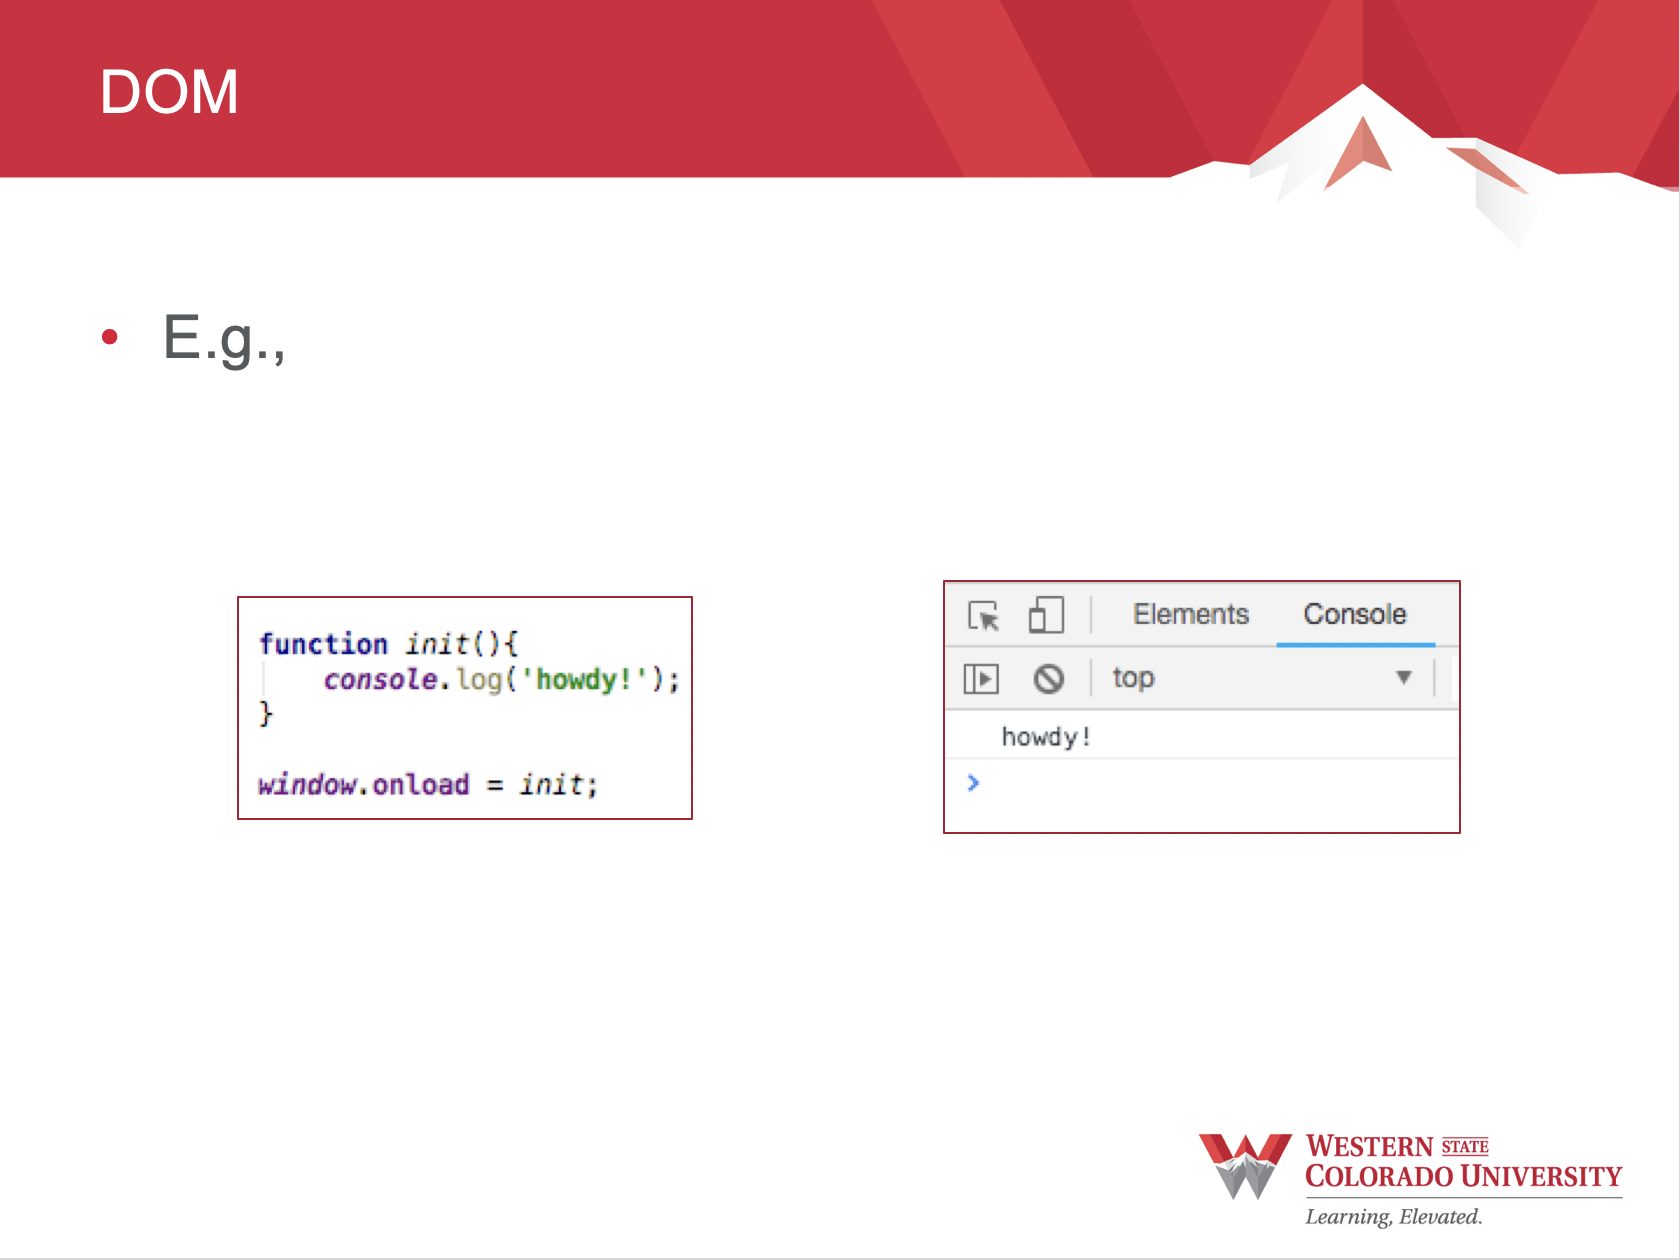 DOM
• E.g.,
function init(){
    console.log('howdy!');
}
window.onload = init;
Elements Console
top
howdy!
>
WESTERN STATE
COLORADO UNIVERSITY
Learning, Elevated.